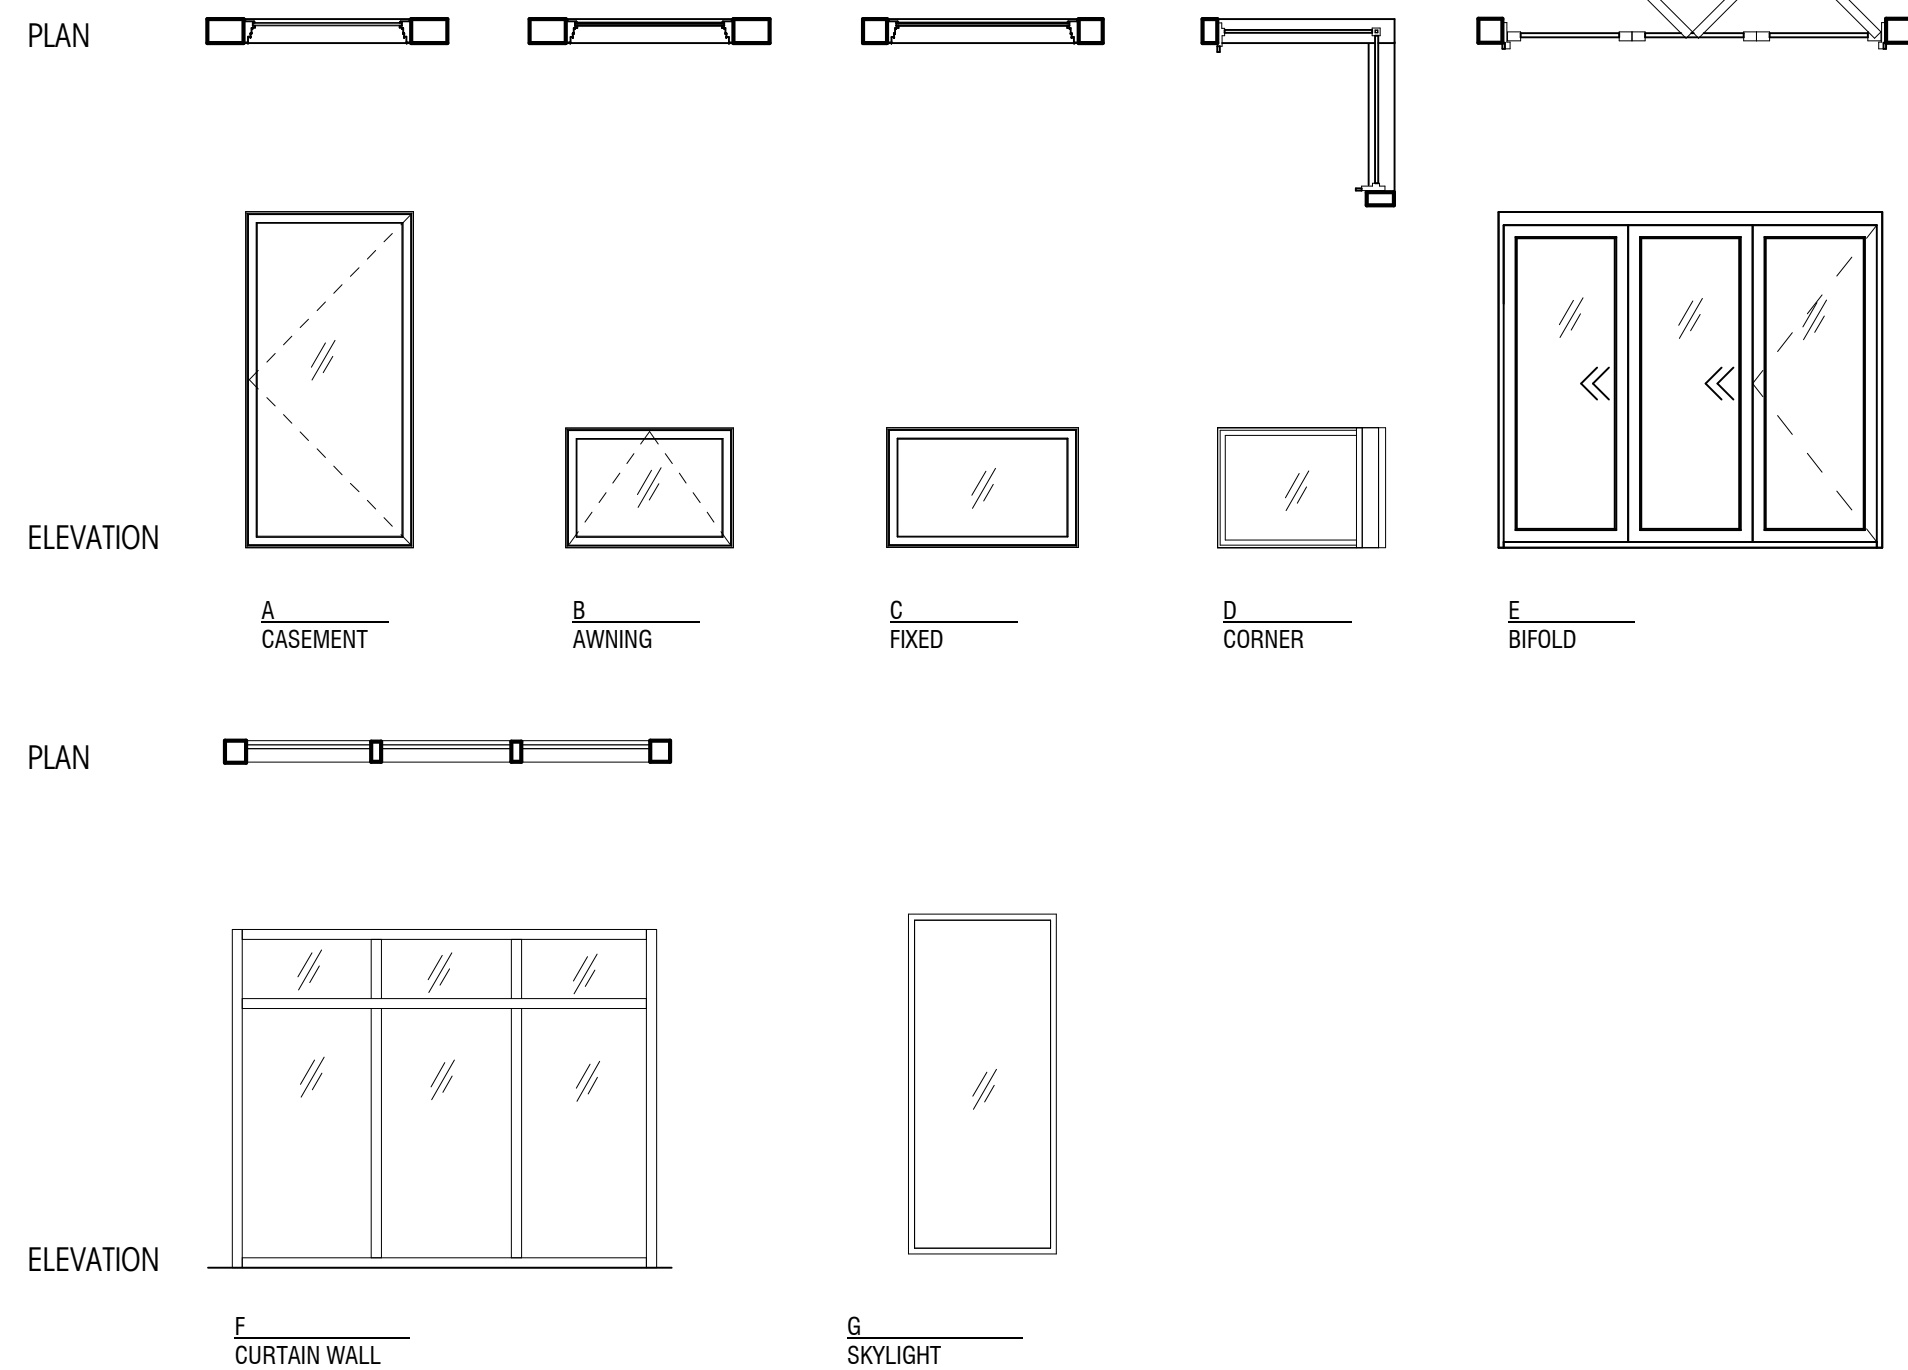 PLAN
ELEVATION
A
CASEMENT
B
AWNING
C
FIXED
D
CORNER
E
BIFOLD
PLAN
ELEVATION
F
CURTAIN WALL
G
SKYLIGHT